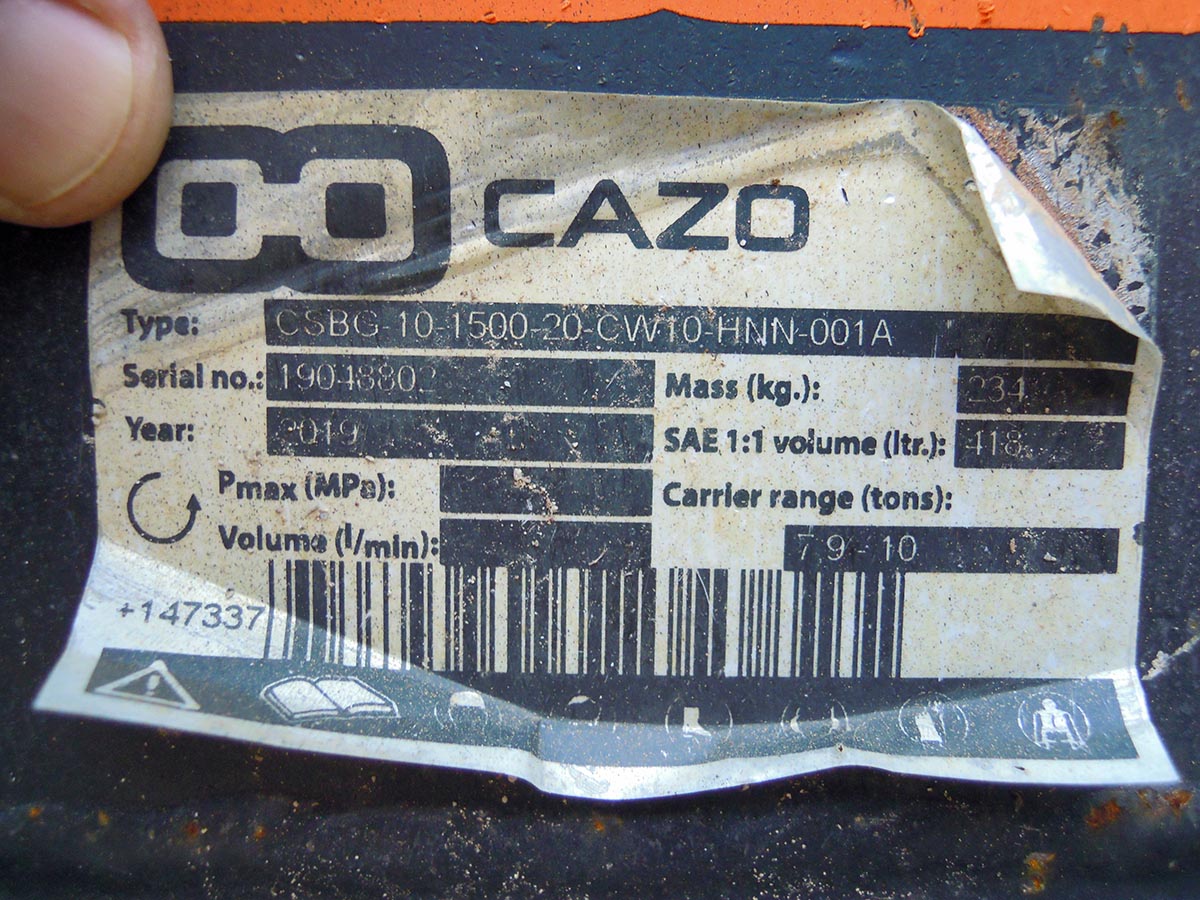 CAZO
Type: CSBG-10-1500-20-CW10-HNN-001A
Serial no.: 19048802 Mass (kg.): 234
Year: 2019 SAE 1:1 volume (ltr.): 418
Pmax (MPa): Carrier range (tons):
Volume (l/min): 7 9 - 10
+147337